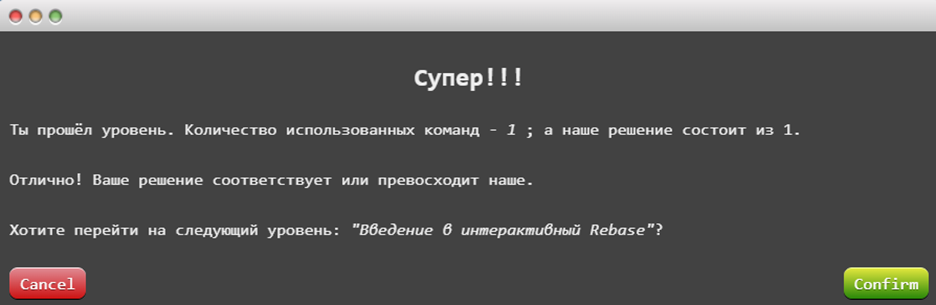 Супер!!!
Ты прошёл уровень. Количество использованных команд - 1 ; а наше решение состоит из 1.
Отлично! Ваше решение соответствует или превосходит наше.
Хотите перейти на следующий уровень: "Введение в интерактивный Rebase"?
Cancel
Confirm